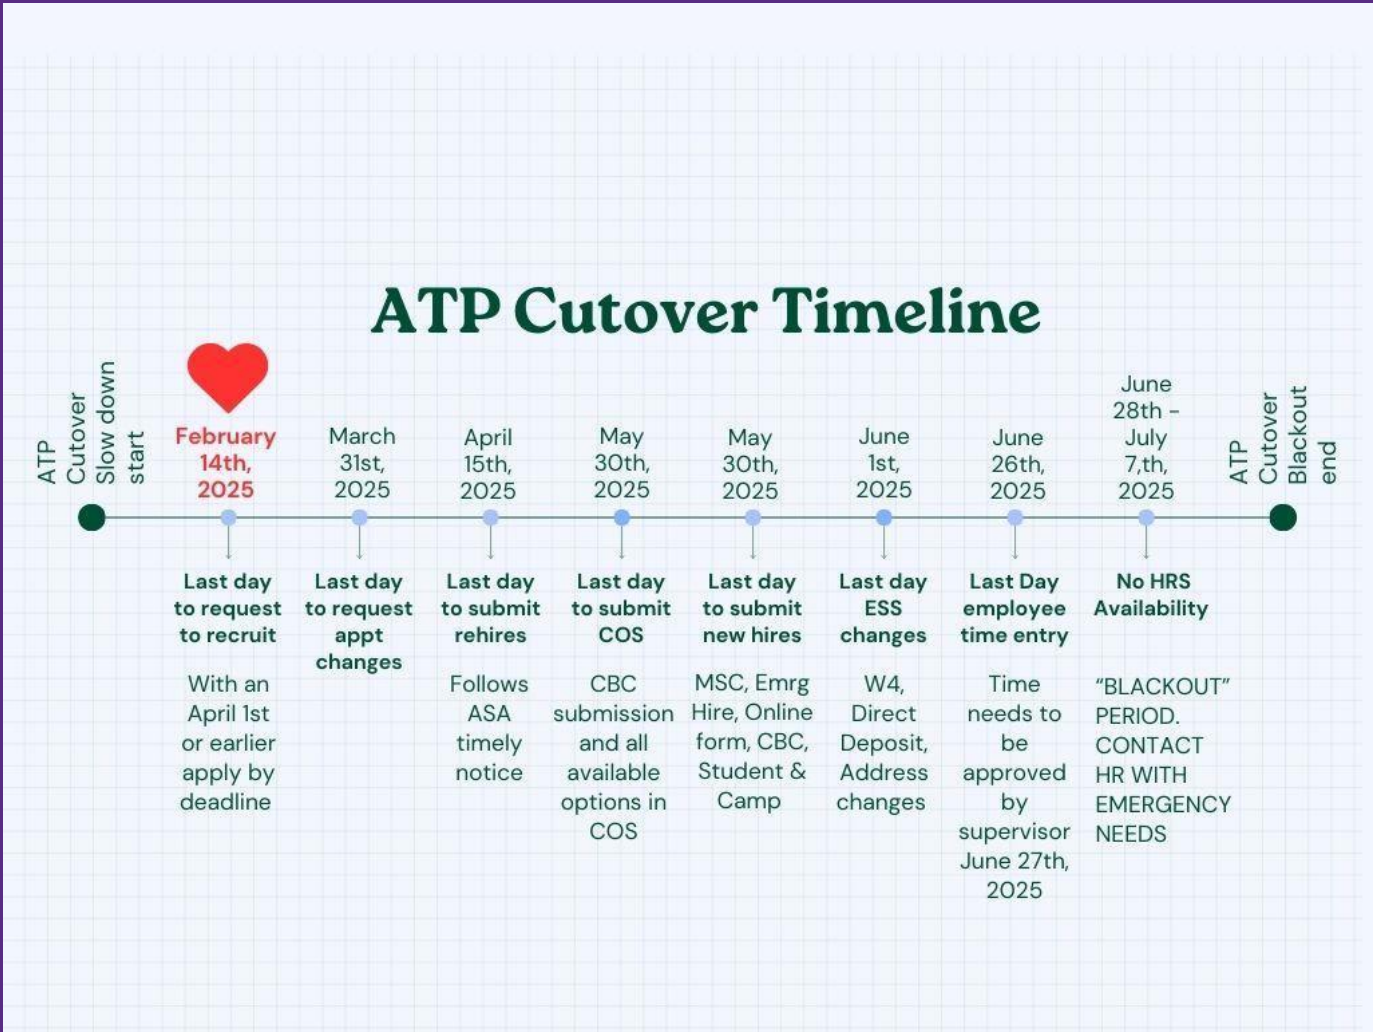 ATP Cutover Timeline
ATP
Cutover
Slow down
start
February
14th,
2025
Last day
to request
to recruit
With an
April 1st
or earlier
apply by
deadline
March
31st,
2025
Last day
to request
appt
changes
April
15th,
2025
Last day
to submit
rehires
Follows
ASA
timely
notice
May
30th,
2025
Last day
to submit
COS
CBC
submission
and all
available
options in
COS
May
30th,
2025
Last day
to submit
new hires
MSC, Emrg
Hire, Online
form, CBC,
Student &
Camp
June
1st,
2025
Last day
ESS
changes
W4,
Direct
Deposit,
Address
changes
June
26th,
2025
Last Day
employee
time entry
Time
needs to
be
approved
by
supervisor
June 27th,
2025
June
28th -
July
7,th,
2025
No HRS
Availability
“BLACKOUT”
PERIOD.
CONTACT
HR WITH
EMERGENCY
NEEDS
ATP
Cutover
Blackout
end